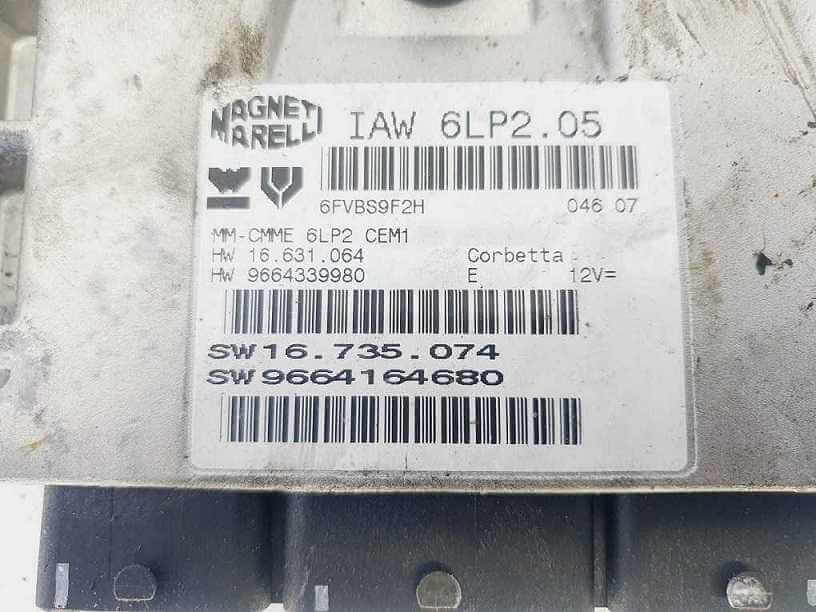 MAGNETI IAW 6LP2.05
MARELLI
6FVBS9F2H 046 07
MM-CMME 6LP2 CEM1
HW 16.631.064 Corbetta
HW 9664339980 E 12V=
SW16.735.074
SW9664164680